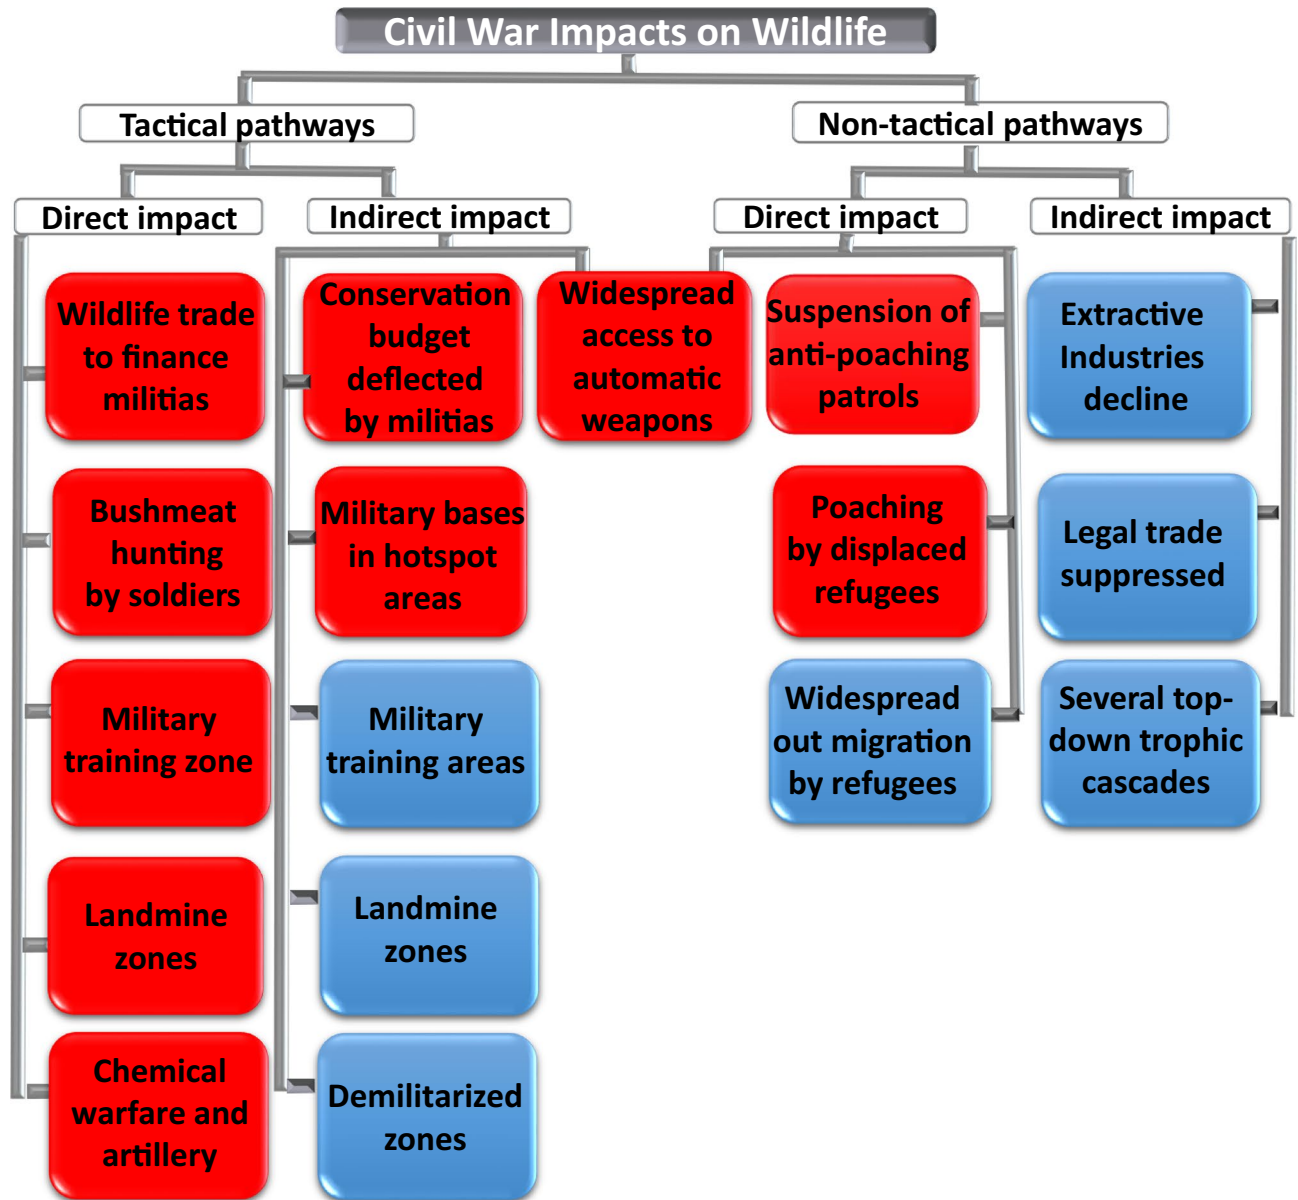 Civil War Impacts on Wildlife
Tactical pathways
Non-tactical pathways
Direct impact
Indirect impact
Direct impact
Indirect impact
Wildlife trade
to finance
militias
Bushmeat
hunting
by soldiers
Military
training zone
Landmine
zones
Chemical
warfare and
artillery
Conservation
budget
deflected
by militias
Military bases
in hotspot
areas
Military
training areas
Landmine
zones
Demilitarized
zones
Widespread
access to
automatic
weapons
Suspension of
anti-poaching
patrols
Poaching
by displaced
refugees
Widespread
out migration
by refugees
Extractive
Industries
decline
Legal trade
suppressed
Several top-
down trophic
cascades